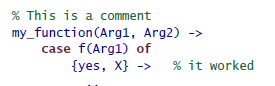 % This is a comment
my_function(Arg1, Arg2) ->
    case f(Arg1) of
        {yes, X} ->   % it worked
        ..